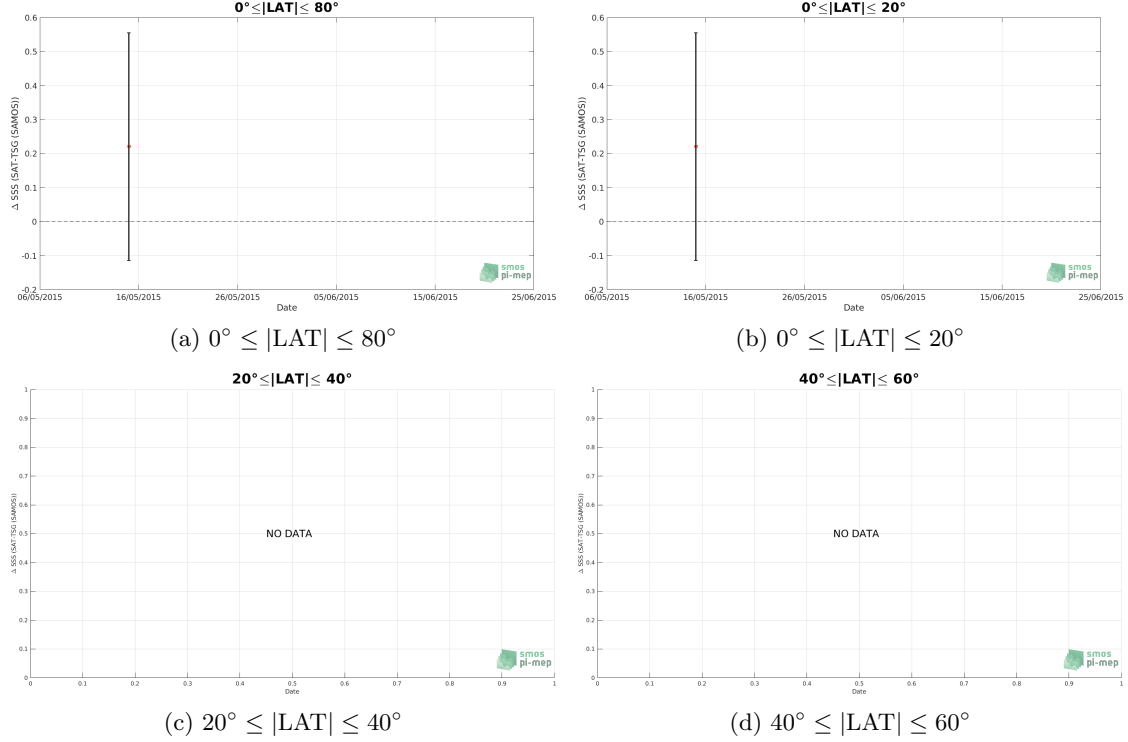 0°≤|LAT|≤ 80°
0.6
0.5
0.4
0.3
0.2
0.1
0
-0.1
-0.2
Δ SSS (SAT-TSG (SAMOS))
06/05/2015 16/05/2015 26/05/2015 05/06/2015 15/06/2015 25/06/2015
Date
smos
pi-mep
(a) 0° ≤ |LAT| ≤ 80°
0°≤|LAT|≤ 20°
0.6
0.5
0.4
0.3
0.2
0.1
0
-0.1
-0.2
Δ SSS (SAT-TSG (SAMOS))
06/05/2015 16/05/2015 26/05/2015 05/06/2015 15/06/2015 25/06/2015
Date
smos
pi-mep
(b) 0° ≤ |LAT| ≤ 20°
20°≤|LAT|≤ 40°
1
0.9
0.8
0.7
0.6
0.5
0.4
0.3
0.2
0.1
0
Δ SSS (SAT-TSG (SAMOS))
NO DATA
0 0.1 0.2 0.3 0.4 0.5 0.6 0.7 0.8 0.9 1
Date
smos
pi-mep
(c) 20° ≤ |LAT| ≤ 40°
40°≤|LAT|≤ 60°
1
0.9
0.8
0.7
0.6
0.5
0.4
0.3
0.2
0.1
0
Δ SSS (SAT-TSG (SAMOS))
NO DATA
0 0.1 0.2 0.3 0.4 0.5 0.6 0.7 0.8 0.9 1
Date
smos
pi-mep
(d) 40° ≤ |LAT| ≤ 60°